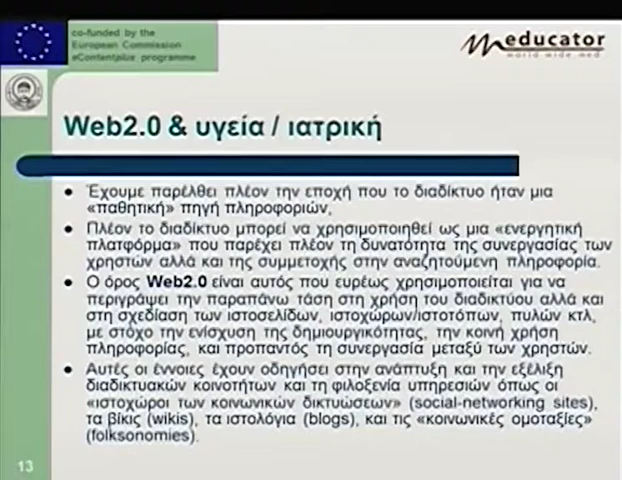 co-funded by the
European Commission
eContentplus programme
educator
world wide med
Web2.0 & υγεία / ιατρική
Έχουμε παρέλθει πλέον την εποχή που το διαδίκτυο ήταν μια
«παθητική» πηγή πληροφοριών,
Πλέον το διαδίκτυο μπορεί να χρησιμοποιηθεί ως μια «ενεργητική
πλατφόρμα» που παρέχει πλέον τη δυνατότητα της συνεργασίας των
χρηστών αλλά και της συμμετοχής στην αναζητούμενη πληροφορία.
Ο όρος Web2.0 είναι αυτός που ευρέως χρησιμοποιείται για να
περιγράψει την παραπάνω τάση στη χρήση του διαδικτύου αλλά και
στη σχεδίαση των ιστοσελίδων, ιστοχώρων/ιστοτόπων, πυλών κτλ,
με στόχο την ενίσχυση της δημιουργικότητας, την κοινή χρήση
πληροφορίας, και προπαντός τη συνεργασία μεταξύ των χρηστών.
Αυτές οι έννοιες έχουν οδηγήσει στην ανάπτυξη και την εξέλιξη
διαδικτυακών κοινοτήτων και τη φιλοξενία υπηρεσιών όπως οι
«ιστοχώροι των κοινωνικών δικτυώσεων» (social-networking sites),
τα βίκις (wikis), τα ιστολόγια (blogs), και τις «κοινωνικές ομοταξίες»
(folksonomies).
13